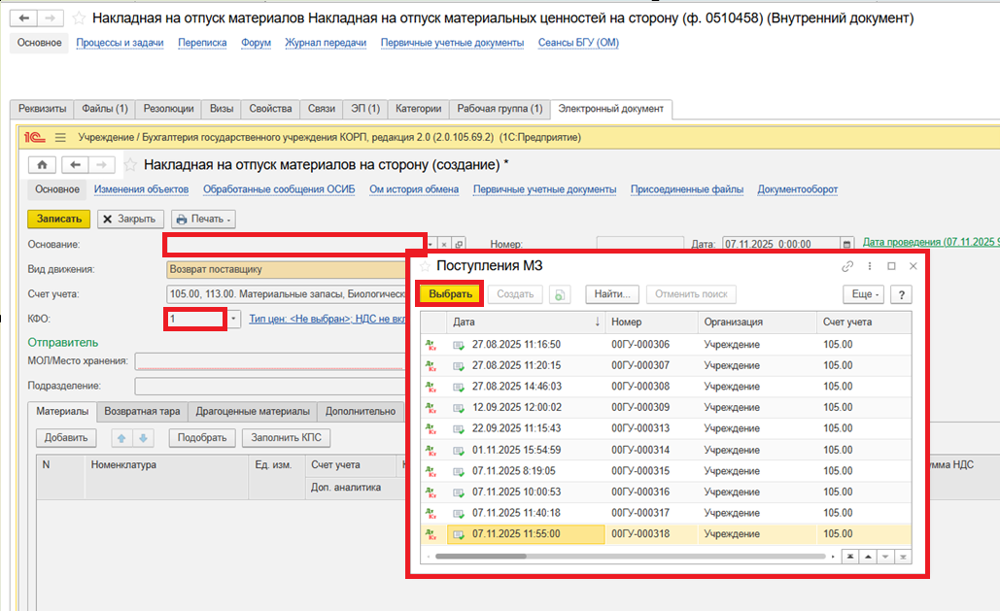 Накладная на отпуск материалов Накладная на отпуск материальных ценностей на сторону (ф. 0510458) (Внутренний документ)
Основное Процессы и задачи Переписка Форум Журнал передачи Первичные учетные документы Сеансы БГУ (ОМ)
Реквизиты Файлы (1) Резолюции Визы Свойства Связи ЭП (1) Категории Рабочая группа (1) Электронный документ
1С Учреждение / Бухгалтерия государственного учреждения КОРП, редакция 2.0 (2.0.105.69.2) (1С:Предприятие)
Накладная на отпуск материалов на сторону (создание) *
Основное Изменения объектов Обработанные сообщения ОСИБ Ом история обмена Первичные учетные документы Присоединенные файлы Документооборот
Записать Закрыть Печать
Основание: Номер: Дата: 07.11.2025 0:00:00 Дата проведения (07.11.2025 9
Вид движения: Возврат поставщику
Счет учета: 105.00, 113.00. Материальные запасы, Биологическ
КФО: 1 Тип цен: <Не выбран>; НДС не вкл
Отправитель
МОЛ/Место хранения:
Подразделение:
Материалы Возвратная тара Драгоценные материалы Дополнительно
Добавить Подобрать Заполнить КПС
N Номенклатура Ед. изм. Счет учета умма НДС
Доп. аналитика
Поступления МЗ
Выбрать Создать Найти... Отменить поиск Еще ?
Дата ↓ Номер Организация Счет учета
27.08.2025 11:16:50 00ГУ-000306 Учреждение 105.00
27.08.2025 11:20:15 00ГУ-000307 Учреждение 105.00
27.08.2025 14:46:03 00ГУ-000308 Учреждение 105.00
12.09.2025 12:00:02 00ГУ-000309 Учреждение 105.00
22.09.2025 11:15:43 00ГУ-000313 Учреждение 105.00
01.11.2025 15:54:59 00ГУ-000314 Учреждение 105.00
07.11.2025 8:19:05 00ГУ-000315 Учреждение 105.00
07.11.2025 10:00:53 00ГУ-000316 Учреждение 105.00
07.11.2025 11:40:18 00ГУ-000317 Учреждение 105.00
07.11.2025 11:55:00 00ГУ-000318 Учреждение 105.00